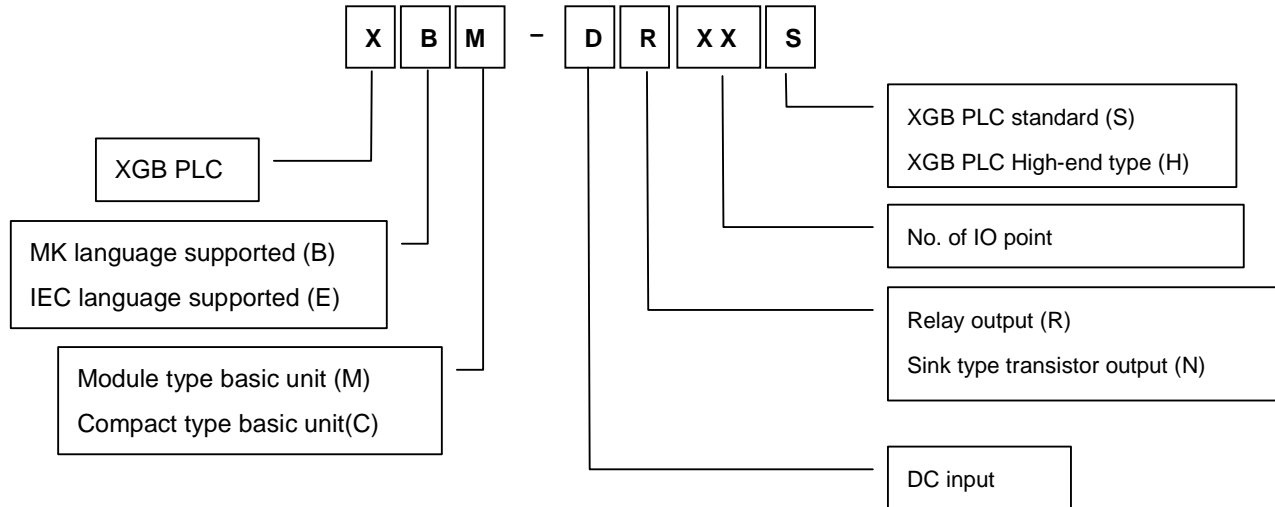 X B M - D R X X S
XGB PLC standard (S)
XGB PLC High-end type (H)
XGB PLC
No. of IO point
MK language supported (B)
IEC language supported (E)
Relay output (R)
Sink type transistor output (N)
Module type basic unit (M)
Compact type basic unit(C)
DC input